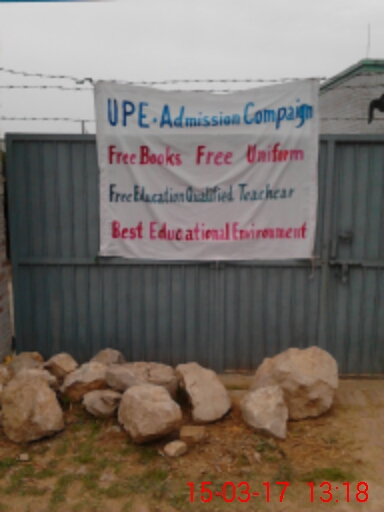 UPE. Admission Compaign
Free Books Free Uniform
Free Education Qualified Teachear
Best Educational Environment
15-03-17 13:18